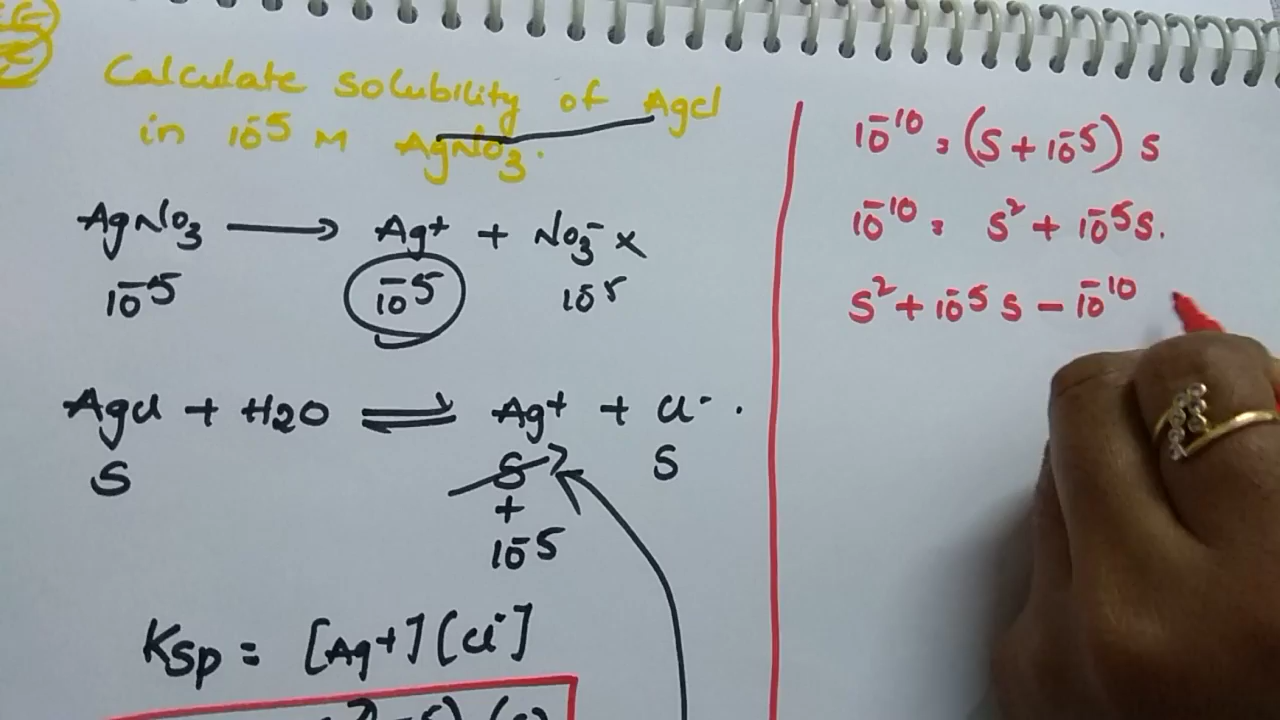 Calculate solubility of AgCl
in 10⁻⁵ M AgNO₃.
AgNO₃ ⟶ Ag⁺ + NO₃⁻ x
10⁻⁵ 10⁻⁵ 10⁻⁵
AgCl + H2O ⇌ Ag⁺ + Cl⁻.
S S S
+
10⁻⁵
Ksp = [Ag⁺][Cl⁻]
10⁻¹⁰ = (S + 10⁻⁵) S
10⁻¹⁰ = S² + 10⁻⁵ S.
S² + 10⁻⁵ S − 10⁻¹⁰